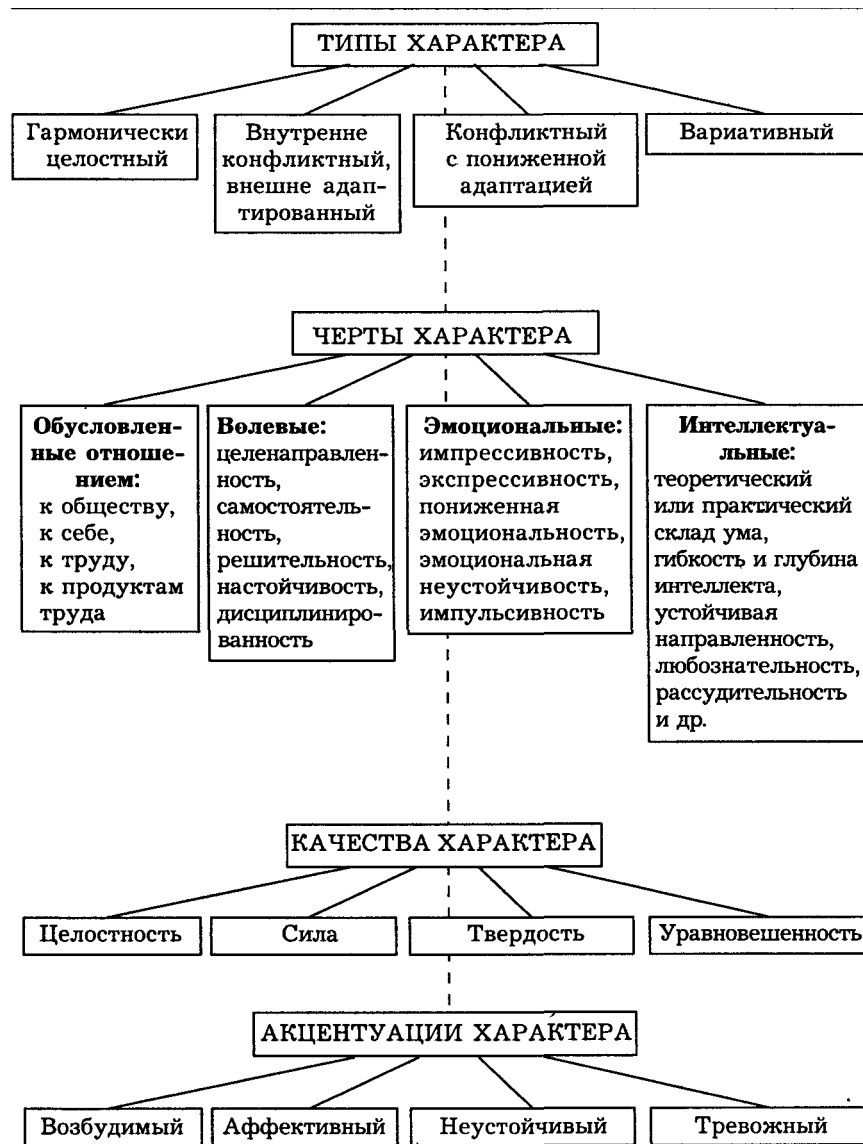 ТИПЫ ХАРАКТЕРА
Гармонически
целостный
Внутренне
конфликтный,
внешне адап-
тированный
Конфликтный
с пониженной
адаптацией
Вариативный
ЧЕРТЫ ХАРАКТЕРА
Обусловлен-
ные отноше-
нием:
к обществу,
к себе,
к труду,
к продуктам
труда
Волевые:
целенаправлен-
ность,
самостоятель-
ность,
решительность,
настойчивость,
дисциплиниро-
ванность
Эмоциональные:
импрессивность,
экспрессивность,
пониженная
эмоциональность,
эмоциональная
неустойчивость,
импульсивность
Интеллектуа-
льные:
теоретический
или практический
склад ума,
гибкость и глубина
интеллекта,
устойчивая
направленность,
любознательность,
рассудительность
и др.
КАЧЕСТВА ХАРАКТЕРА
Целостность
Сила
Твердость
Уравновешенность
АКЦЕНТУАЦИИ ХАРАКТЕРА
Возбудимый
Аффективный
Неустойчивый
Тревожный